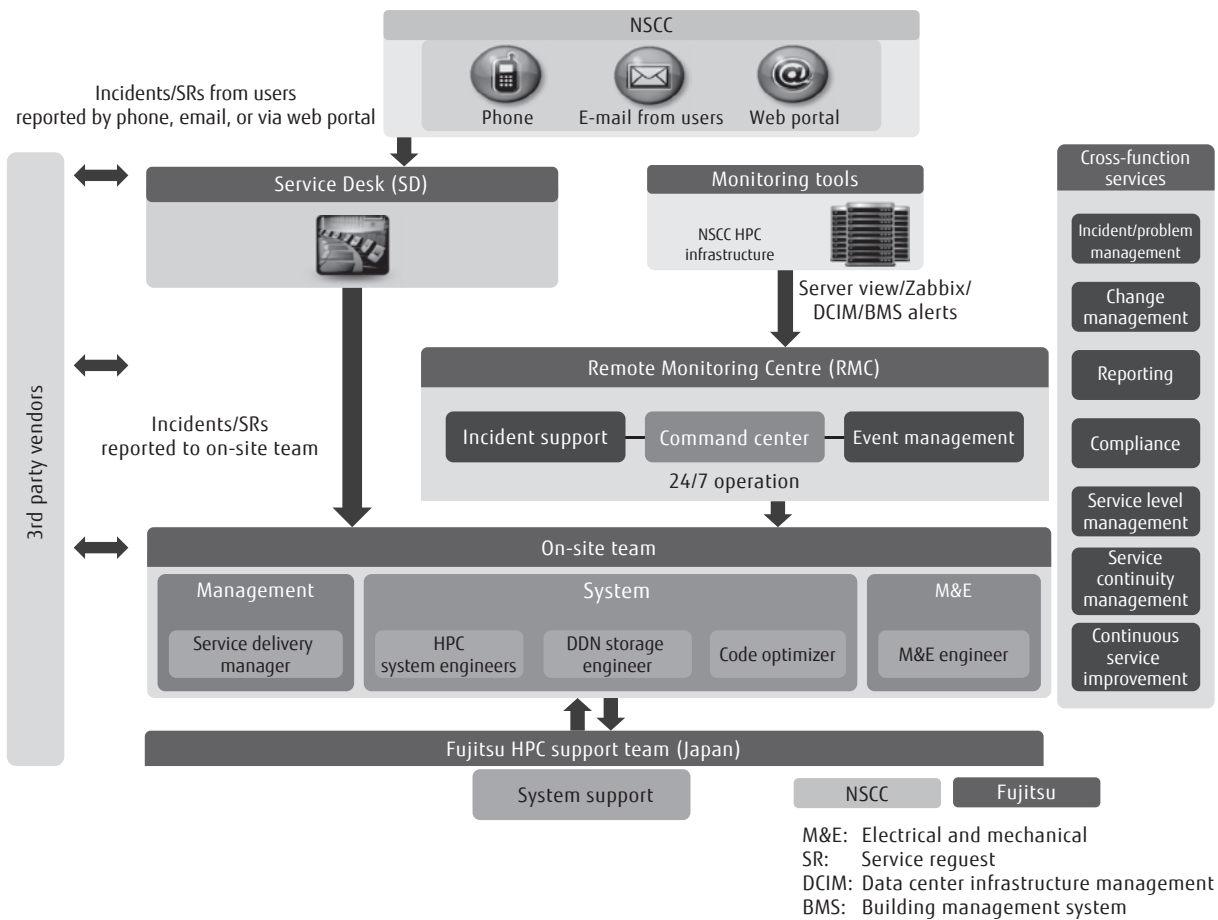 NSCC
Phone
E-mail from users
Web portal
Incidents/SRs from users
reported by phone, email, or via web portal
3rd party vendors
Service Desk (SD)
Monitoring tools
NSCC HPC
infrastructure
Server view/Zabbix/
DCIM/BMS alerts
Remote Monitoring Centre (RMC)
Incident support
Command center
Event management
24/7 operation
Incidents/SRs
reported to on-site team
On-site team
Management
Service delivery
manager
System
HPC
system engineers
DDN storage
engineer
Code optimizer
M&E
M&E engineer
Fujitsu HPC support team (Japan)
System support
Cross-function
services
Incident/problem
management
Change
management
Reporting
Compliance
Service level
management
Service
continuity
management
Continuous
service
improvement
NSCC
Fujitsu
M&E: Electrical and mechanical
SR: Service reguest
DCIM: Data center infrastructure management
BMS: Building management system